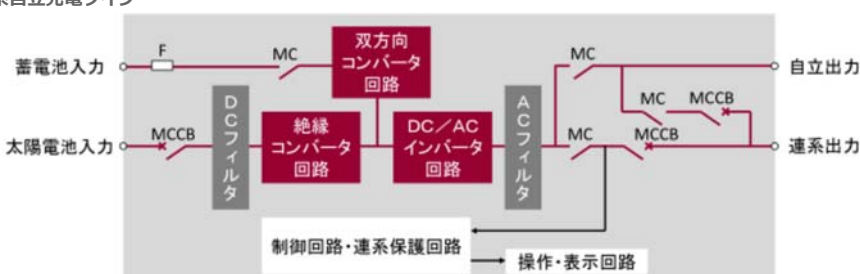 F
MC
双方向
コンバータ
回路
MC
蓄電池入力
自立出力
DCフィルタ
ACフィルタ
MC
MCCB
MCCB
絶縁
コンバータ
回路
DC/AC
インバータ
回路
MC
MCCB
太陽電池入力
連系出力
制御回路・連系保護回路
操作・表示回路